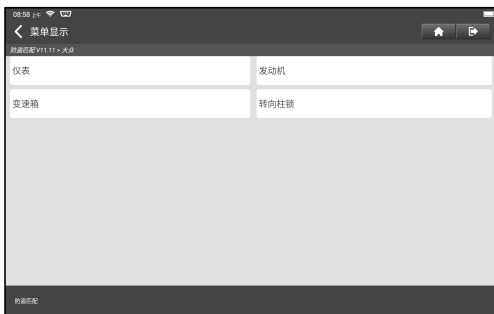 08:58 上午
菜单显示
防盗匹配 V11.11 > 大众
仪表
发动机
变速箱
转向柱锁
防盗匹配